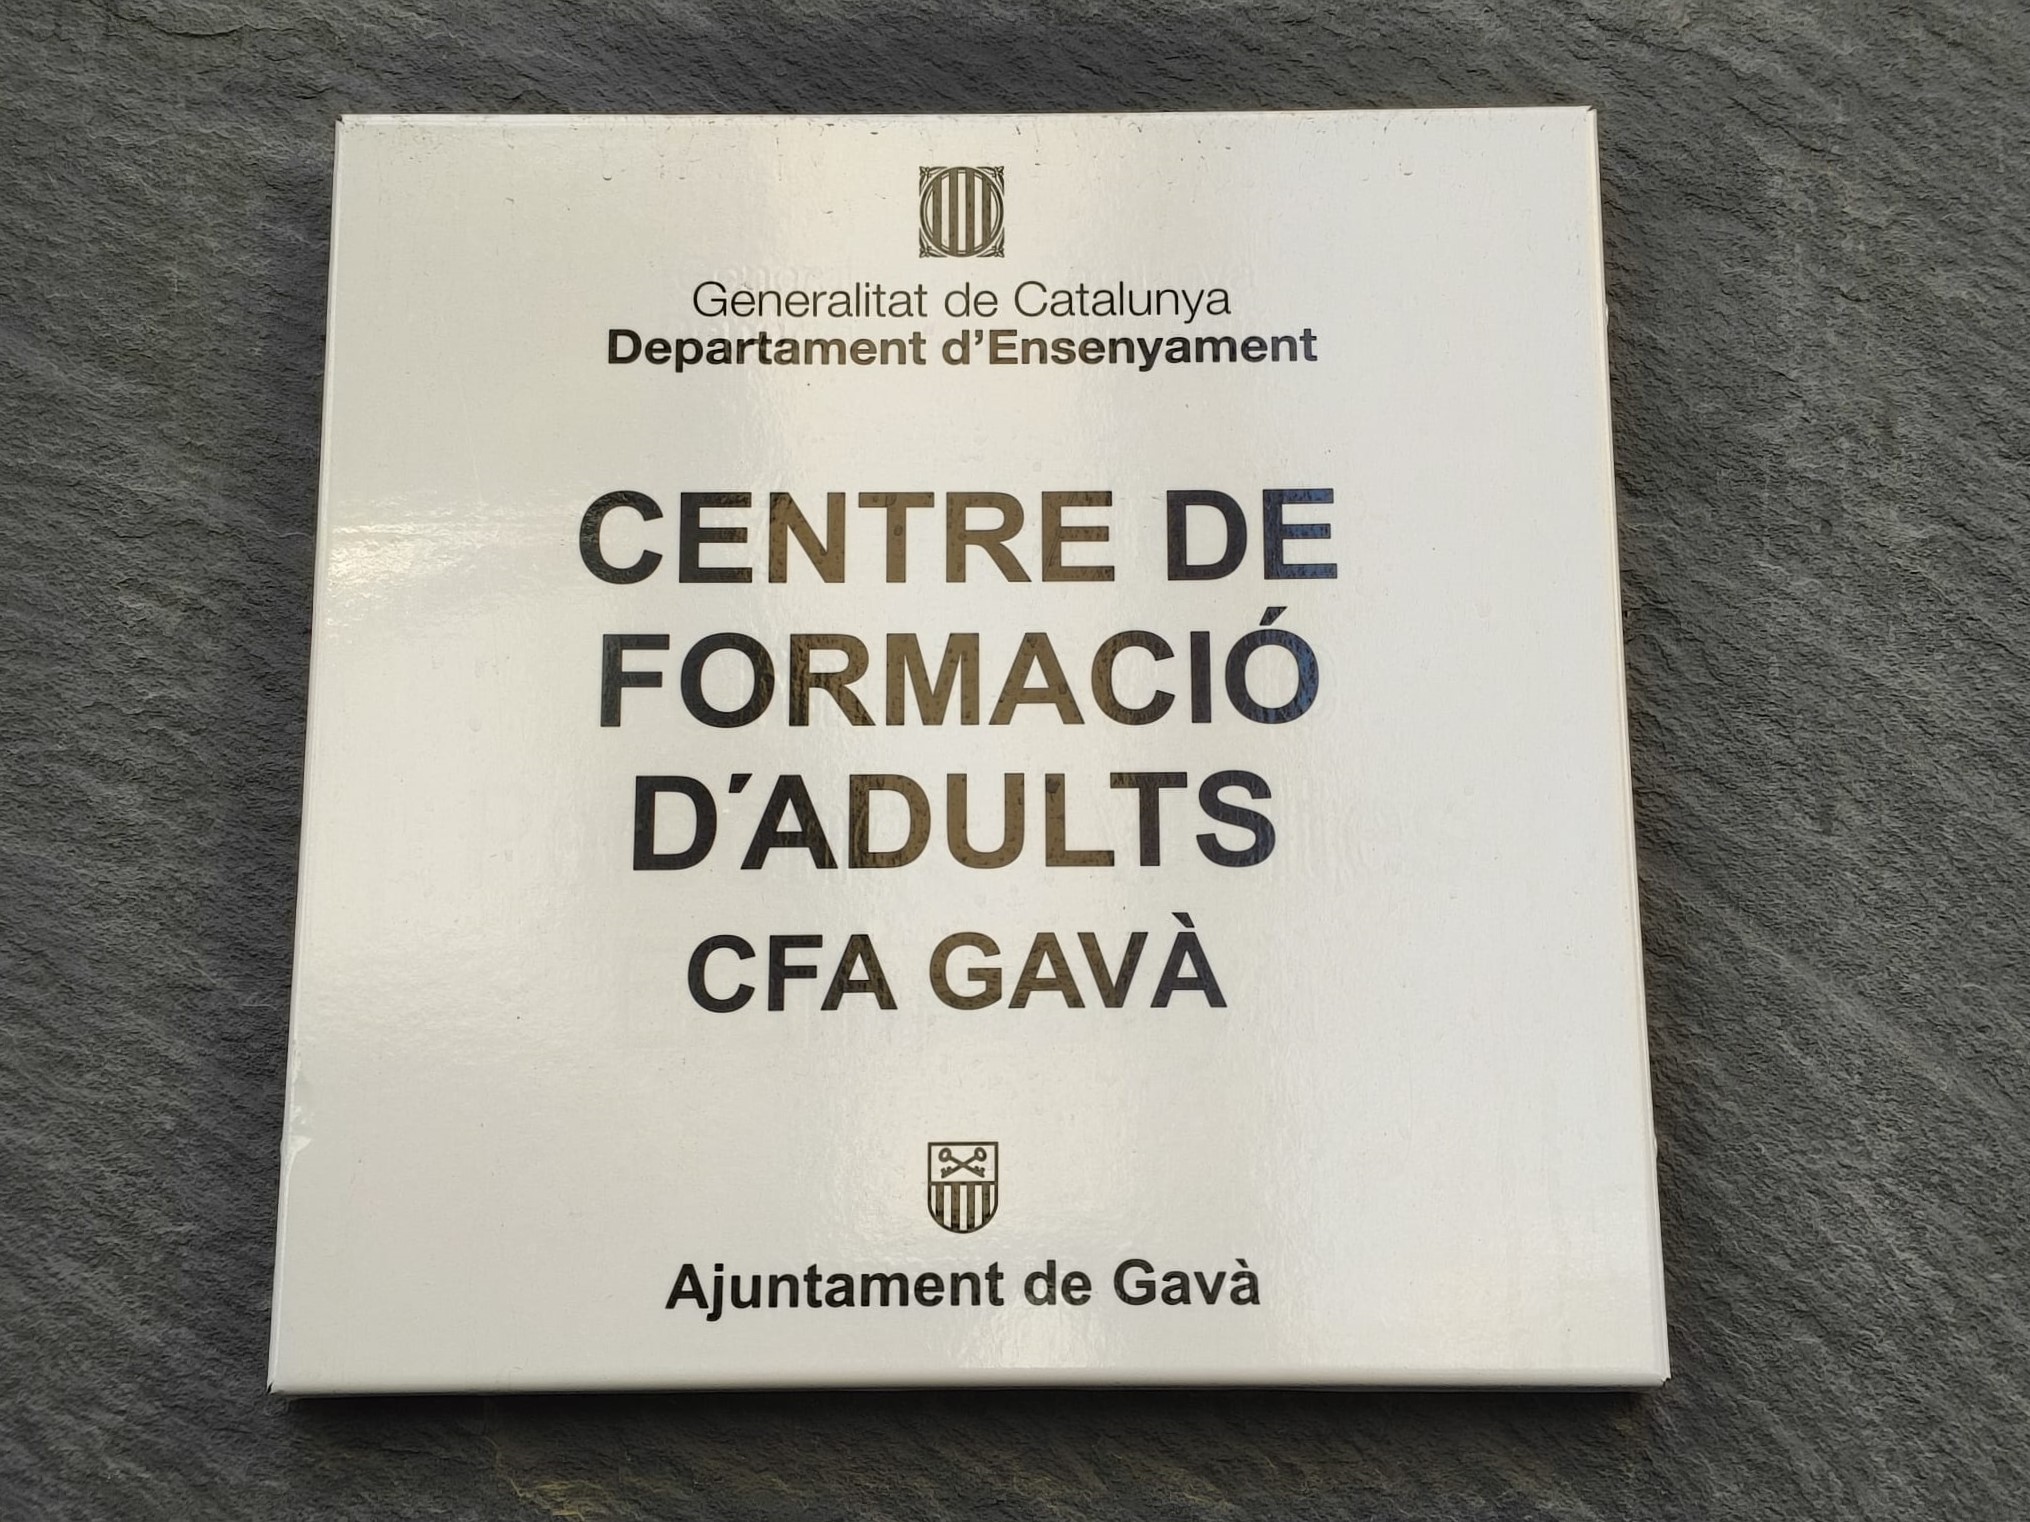 Generalitat de Catalunya
Departament d'Ensenyament
CENTRE DE
FORMACIÓ
D´ADULTS
CFA GAVÀ
Ajuntament de Gavà